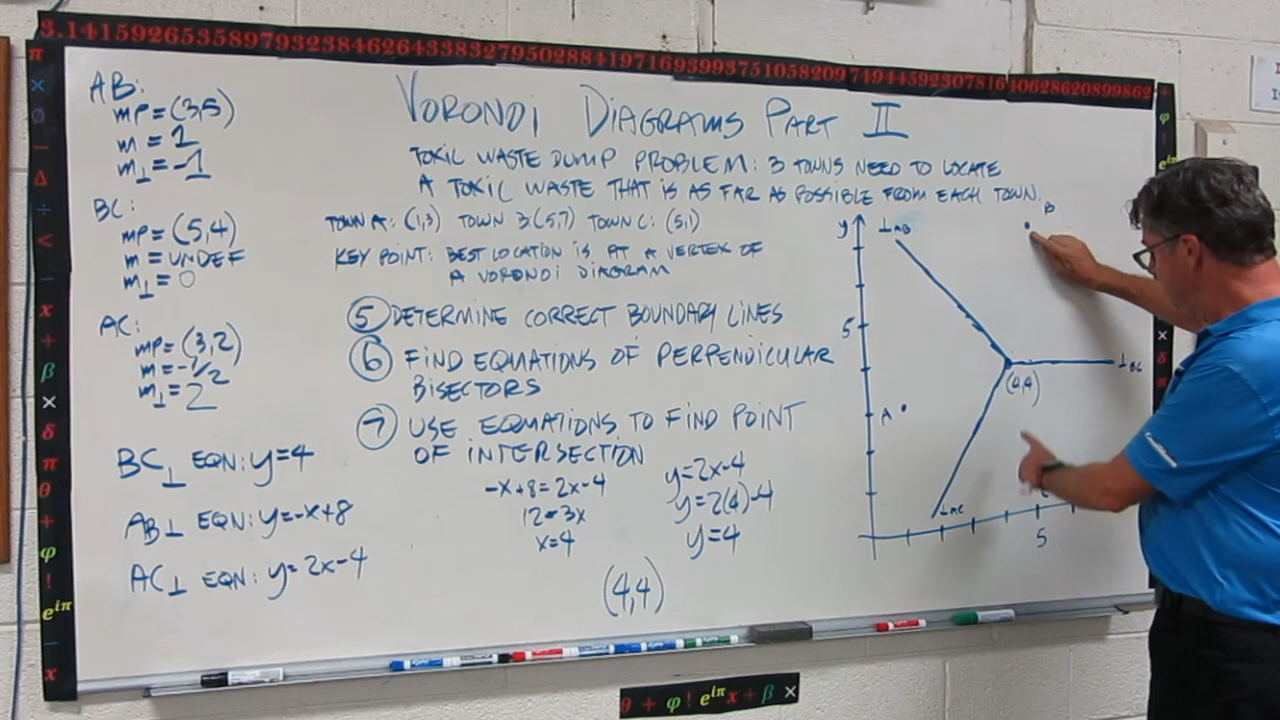 3.14159265358979323846264338327950288419716939937510582097494459230781640628620899862
AB:
MP = (3,5)
m = 1
m⊥ = -1
BC:
MP = (5,4)
m = UNDEF
m⊥ = 0
AC:
MP = (3,2)
m = -1/2
m⊥ = 2
BC⊥ EQN: y=4
AB⊥ EQN: y=-x+8
AC⊥ EQN: y=2x-4
VORONOI DIAGRAMS PART II
TOXIC WASTE DUMP PROBLEM: 3 TOWNS NEED TO LOCATE
A TOXIC WASTE THAT IS AS FAR AS POSSIBLE FROM EACH TOWN.
TOWN A: (1,3) TOWN B: (5,7) TOWN C: (5,1)
KEY POINT: BEST LOCATION IS AT A VERTEX OF
A VORONOI DIAGRAM
⑤ DETERMINE CORRECT BOUNDARY LINES
⑥ FIND EQUATIONS OF PERPENDICULAR
BISECTORS
⑦ USE EQUATIONS TO FIND POINT
OF INTERSECTION
-x+8=2x-4
12=3x
x=4
y=2x-4
y=2(4)-4
y=4
(4,4)
y
⊥AB
B
5
⊥BC
(4,4)
A
⊥AC
C
5
π
×
Ø
−
Δ
÷
<
−
x
+
β
×
δ
π
θ
+
φ
!
e^iπ
−
x
θ + φ ! e^iπ x + β ×